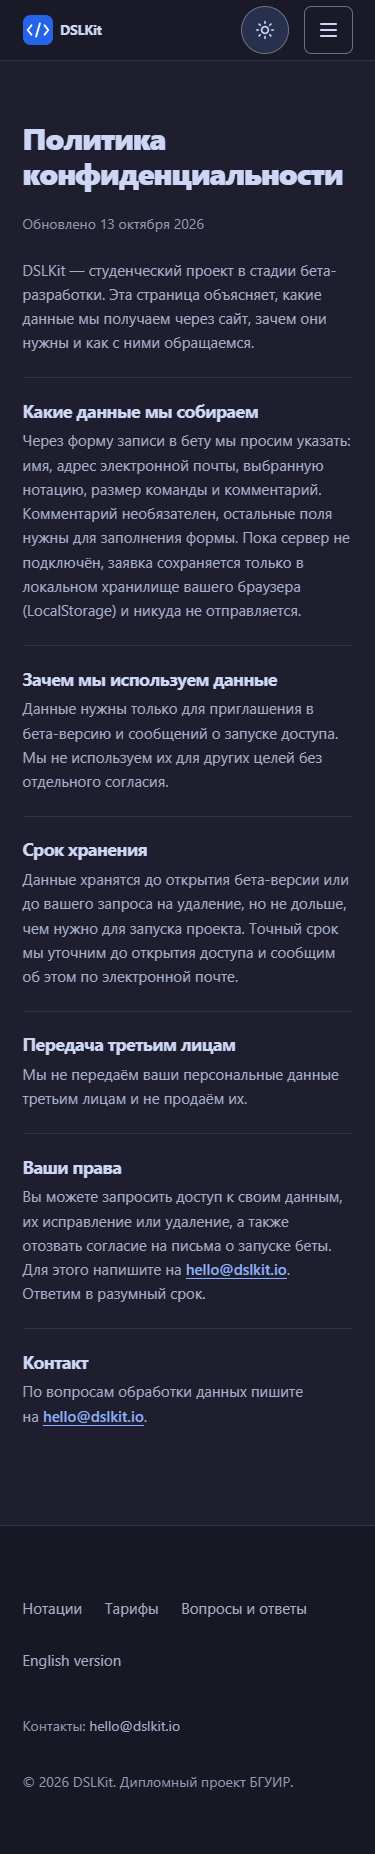 DSLKit
Политика
конфиденциальности
Обновлено 13 октября 2026
DSLKit — студенческий проект в стадии бета-
разработки. Эта страница объясняет, какие
данные мы получаем через сайт, зачем они
нужны и как с ними обращаемся.
Какие данные мы собираем
Через форму записи в бету мы просим указать:
имя, адрес электронной почты, выбранную
нотацию, размер команды и комментарий.
Комментарий необязателен, остальные поля
нужны для заполнения формы. Пока сервер не
подключён, заявка сохраняется только в
локальном хранилище вашего браузера
(LocalStorage) и никуда не отправляется.
Зачем мы используем данные
Данные нужны только для приглашения в
бета-версию и сообщений о запуске доступа.
Мы не используем их для других целей без
отдельного согласия.
Срок хранения
Данные хранятся до открытия бета-версии или
до вашего запроса на удаление, но не дольше,
чем нужно для запуска проекта. Точный срок
мы уточним до открытия доступа и сообщим
об этом по электронной почте.
Передача третьим лицам
Мы не передаём ваши персональные данные
третьим лицам и не продаём их.
Ваши права
Вы можете запросить доступ к своим данным,
их исправление или удаление, а также
отозвать согласие на письма о запуске беты.
Для этого напишите на hello@dslkit.io.
Ответим в разумный срок.
Контакт
По вопросам обработки данных пишите
на hello@dslkit.io.
Нотации Тарифы Вопросы и ответы
English version
Контакты: hello@dslkit.io
© 2026 DSLKit. Дипломный проект БГУИР.